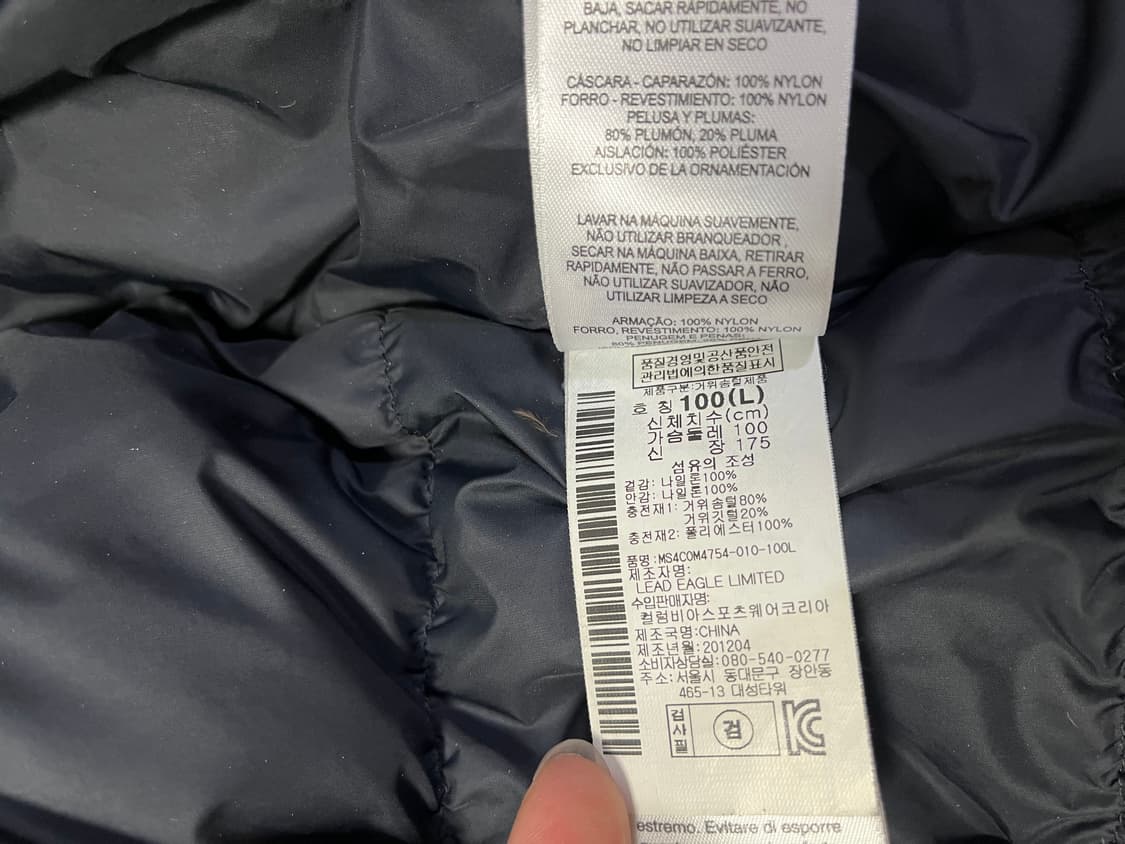 BAJA, SACAR RÁPIDAMENTE, NO
PLANCHAR, NO UTILIZAR SUAVIZANTE,
NO LIMPIAR EN SECO
CÁSCARA - CAPARAZÓN: 100% NYLON
FORRO - REVESTIMIENTO: 100% NYLON
PELUSA Y PLUMAS:
80% PLUMÓN, 20% PLUMA
AISLACIÓN: 100% POLIÉSTER
EXCLUSIVO DE LA ORNAMENTACIÓN
LAVAR NA MÁQUINA SUAVEMENTE,
NÃO UTILIZAR BRANQUEADOR,
SECAR NA MÁQUINA BAIXA, RETIRAR
RAPIDAMENTE, NÃO PASSAR A FERRO,
NÃO UTILIZAR SUAVIZADOR, NÃO
UTILIZAR LIMPEZA A SECO
ARMAÇÃO: 100% NYLON
FORRO, REVESTIMENTO: 100% NYLON
PENUGEM E PENAS:
80% PENUGEM,
품질경영및공산품안전
관리법에의한품질표시
제품구분:거위솜털제품
호 칭 100(L)
신체치수(cm)
가슴둘레 100
신 장 175
섬유의 조성
겉감: 나일론100%
안감: 나일론100%
충전재1: 거위솜털80%
거위깃털20%
충전재2: 폴리에스터100%
품명:MS4COM4754-010-100L
제조자명:
LEAD EAGLE LIMITED
수입판매자명:
컬럼비아스포츠웨어코리아
제조국명:CHINA
제조년월:201204
소비자상담실:080-540-0277
주소:서울시 동대문구 장안동
465-13 대성타워
검사필
검
KC
estremo. Evitare di esporre